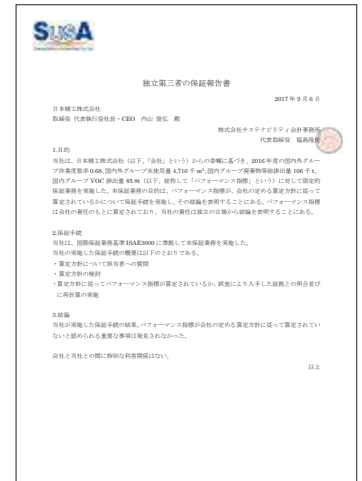 SUSA
独立第三者の保証報告書
2017年9月6日
日本精工株式会社
取締役 代表執行役社長・CEO 内山 俊弘 殿
株式会社サステナビリティ会計事務所
代表取締役 福島隆史
1.目的
当社は、日本精工株式会社（以下、「会社」という）からの委嘱に基づき、2016年度の国内外グルー
プ休業度数率0.68、国内外グループ水使用量4,716千m³、国内グループ廃棄物等総排出量106千t、
国内グループVOC排出量85.6t（以下、総称して「パフォーマンス指標」という）に対して限定的
保証業務を実施した。本保証業務の目的は、パフォーマンス指標が、会社の定める算定方針に従って
算定されているかについて保証手続を実施し、その結論を表明することにある。パフォーマンス指標
は会社の責任のもとに算定されており、当社の責任は独立の立場から結論を表明することにある。
2.保証手続
当社は、国際保証業務基準ISAE3000に準拠して本保証業務を実施した。
当社の実施した保証手続の概要は以下のとおりである。
・算定方針について担当者への質問
・算定方針の検討
・算定方針に従ってパフォーマンス指標が算定されているか、試査により入手した証拠との照合並び
に再計算の実施
3.結論
当社が実施した保証手続の結果、パフォーマンス指標が会社の定める算定方針に従って算定されてい
ないと認められる重要な事項は発見されなかった。
会社と当社との間に特別な利害関係はない。
以上